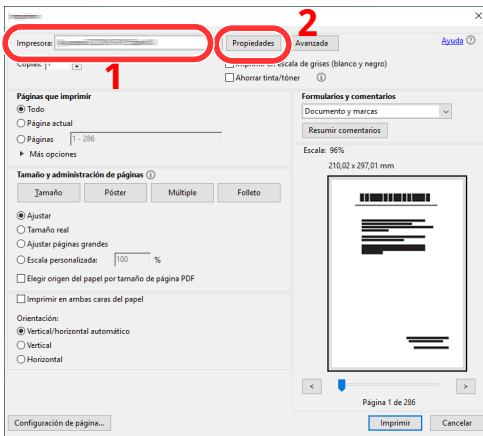 2
Impresora:
Propiedades
Avanzada
Ayuda
Copias: 1
Imprimir en escala de grises (blanco y negro)
1
Ahorrar tinta/tóner
Páginas que imprimir
Todo
Página actual
Páginas 1 - 286
Más opciones
Formularios y comentarios
Documento y marcas
Resumir comentarios
Escala: 96%
210,02 x 297,01 mm
Tamaño y administración de páginas
Tamaño Póster Múltiple Folleto
Ajustar
Tamaño real
Ajustar páginas grandes
Escala personalizada: 100 %
Elegir origen del papel por tamaño de página PDF
Imprimir en ambas caras del papel
Orientación:
Vertical/horizontal automático
Vertical
Horizontal
< >
Página 1 de 286
Configuración de página...
Imprimir Cancelar